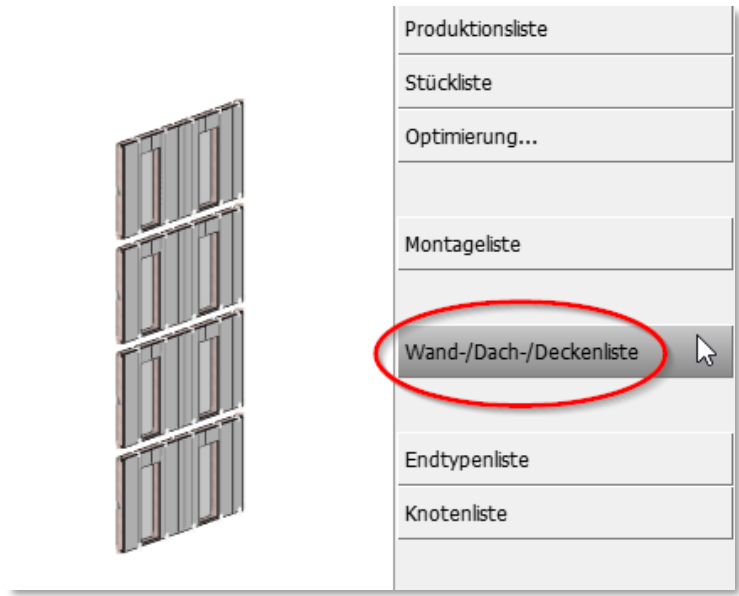 Produktionsliste
Stückliste
Optimierung...
Montageliste
Wand-/Dach-/Deckenliste
Endtypenliste
Knotenliste